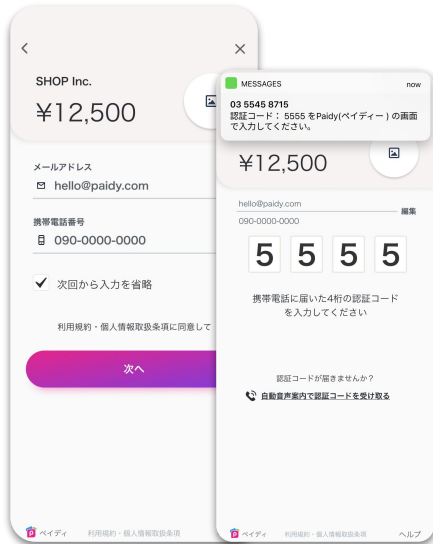 SHOP Inc.
¥12,500
メールアドレス
hello@paidy.com
携帯電話番号
090-0000-0000
次回から入力を省略
利用規約・個人情報取扱条項に同意して
次へ
ペイディ 利用規約・個人情報取扱条項
MESSAGES now
03 5545 8715
認証コード： 5555 をPaidy(ペイディー ) の画面
で入力してください。
¥12,500
hello@paidy.com
編集
090-0000-0000
5 5 5 5
携帯電話に届いた4桁の認証コード
を入力してください
認証コードが届きませんか？
自動音声案内で認証コードを受け取る
ペイディ 利用規約・個人情報取扱条項 ヘルプ